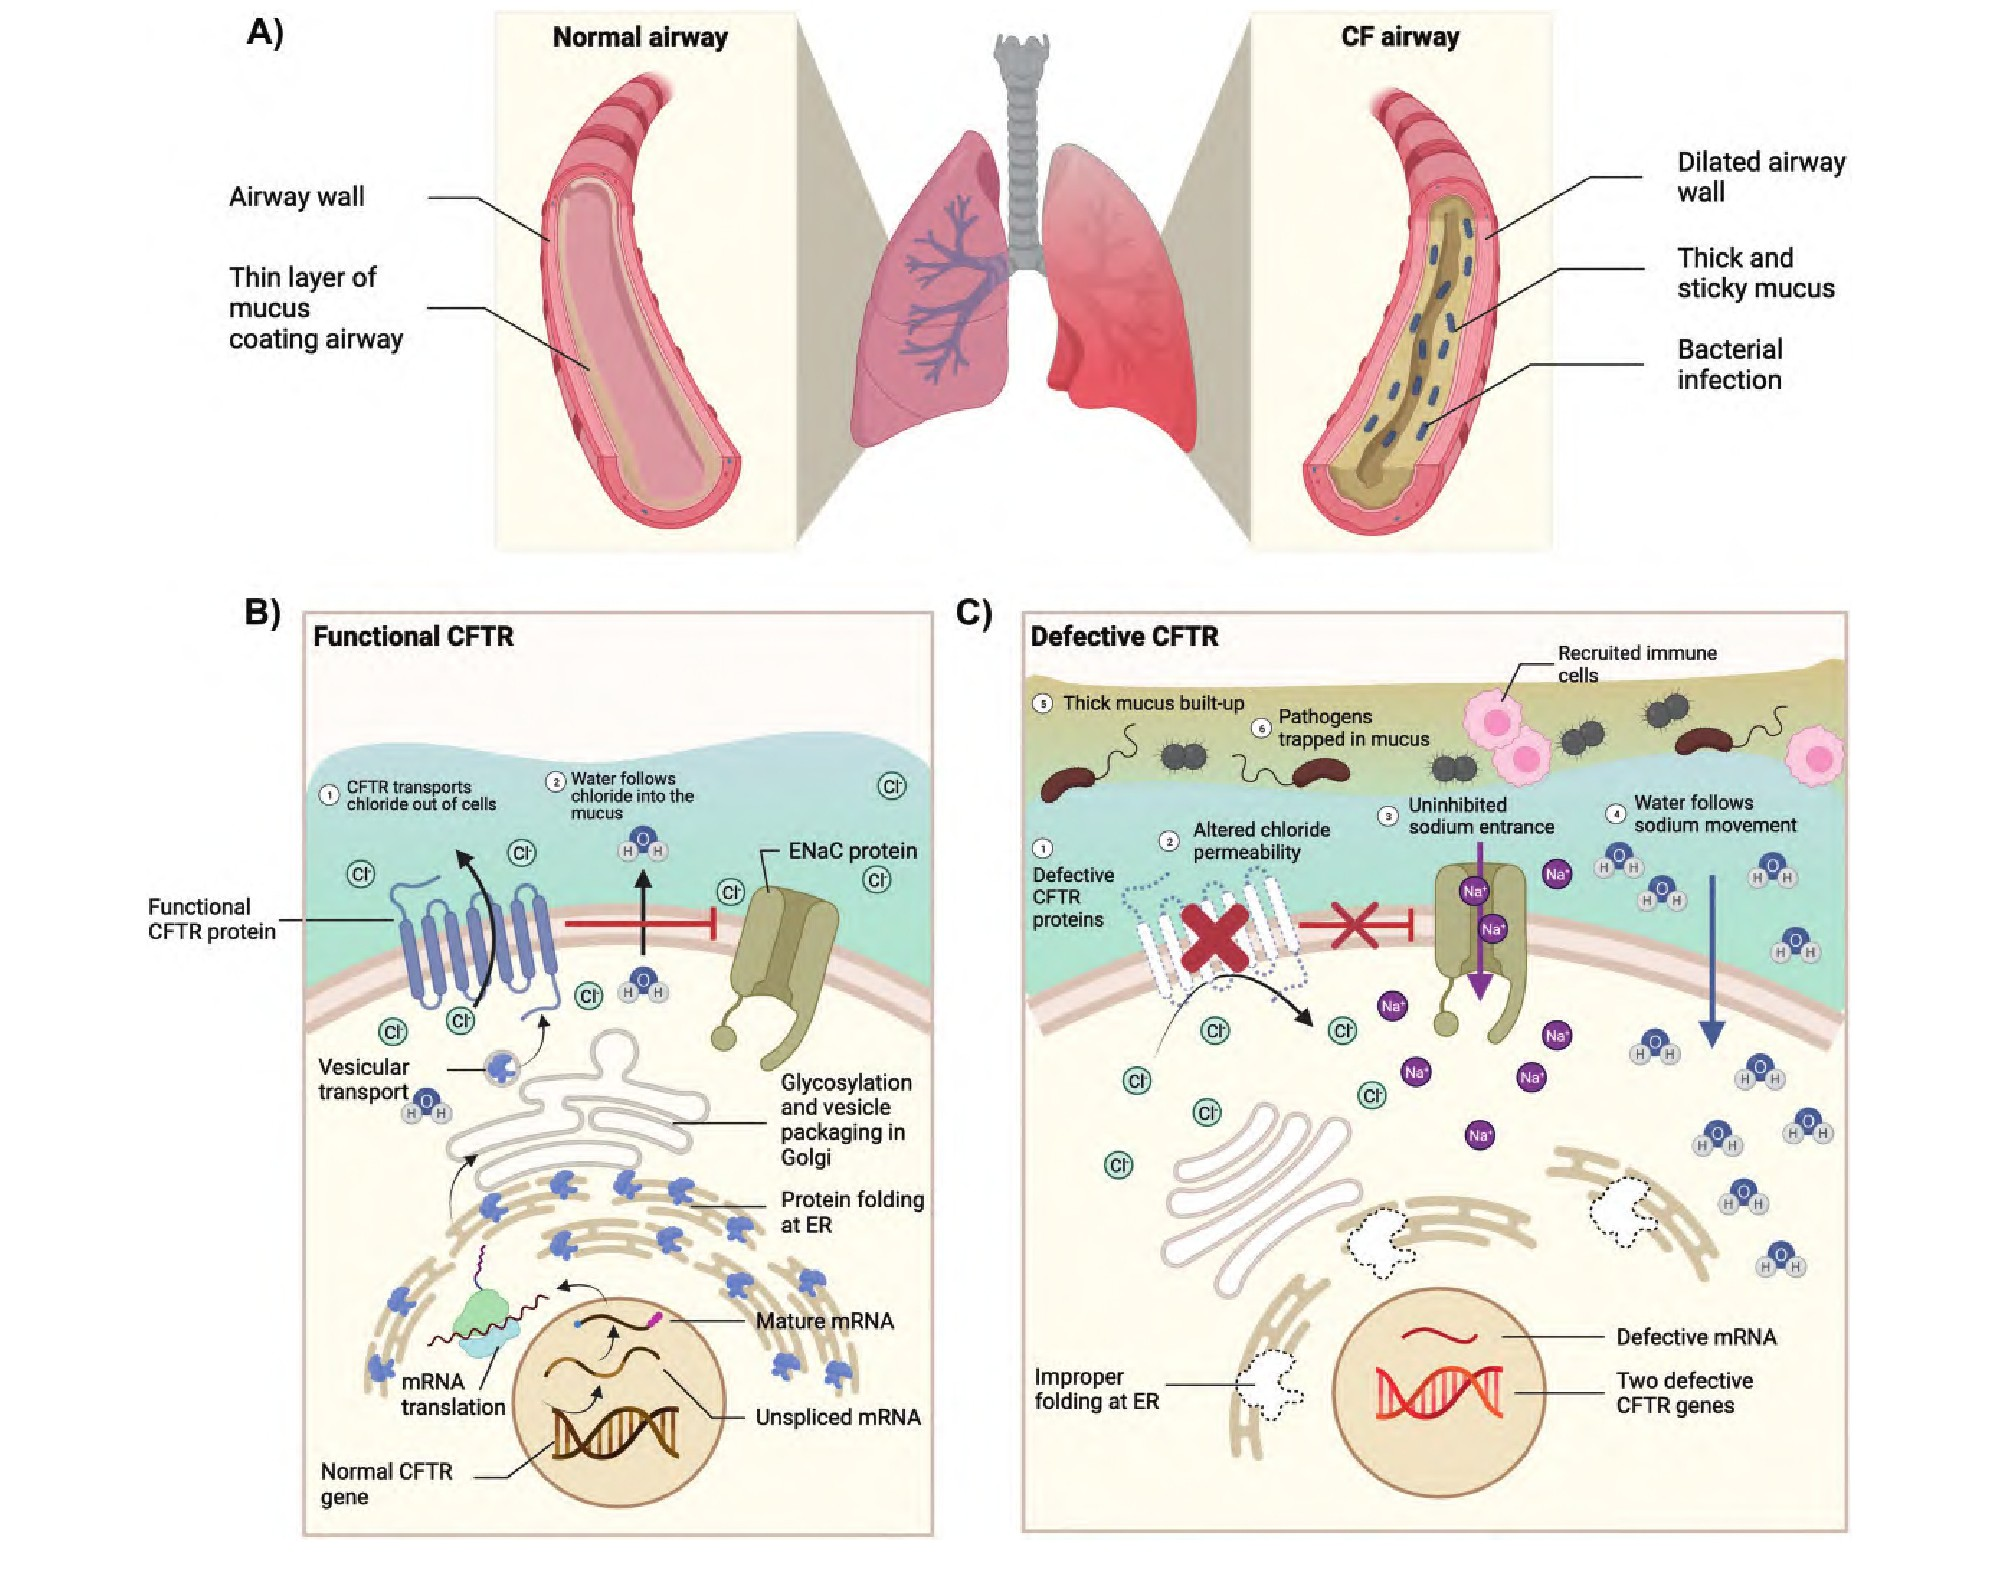 A)
Normal airway
CF airway
Airway wall
Thin layer of
mucus
coating airway
Dilated airway
wall
Thick and
sticky mucus
Bacterial
infection
B)
Functional CFTR
1 CFTR transports
chloride out of cells
2 Water follows
chloride into the
mucus
Cl-
O
H H
Cl-
Cl-
ENaC protein
Cl-
Cl-
Functional
CFTR protein
Cl-
O
H H
Cl-
Cl-
Vesicular
transport
O
H H
Glycosylation
and vesicle
packaging in
Golgi
Protein folding
at ER
Mature mRNA
mRNA
translation
Unspliced mRNA
Normal CFTR
gene
C)
Defective CFTR
Recruited immune
cells
5 Thick mucus built-up
6 Pathogens
trapped in mucus
1
Defective
CFTR
proteins
2 Altered chloride
permeability
3 Uninhibited
sodium entrance
4 Water follows
sodium movement
Na+
Na+
Na+
O
H H
O
H H
O
H H
O
H H
Cl-
Cl-
Cl-
Cl-
Cl-
Cl-
Na+
Na+
Na+
Na+
Na+
O
H H
O
H H
O
H H
O
H H
O
H H
O
H H
Improper
folding at ER
Defective mRNA
Two defective
CFTR genes